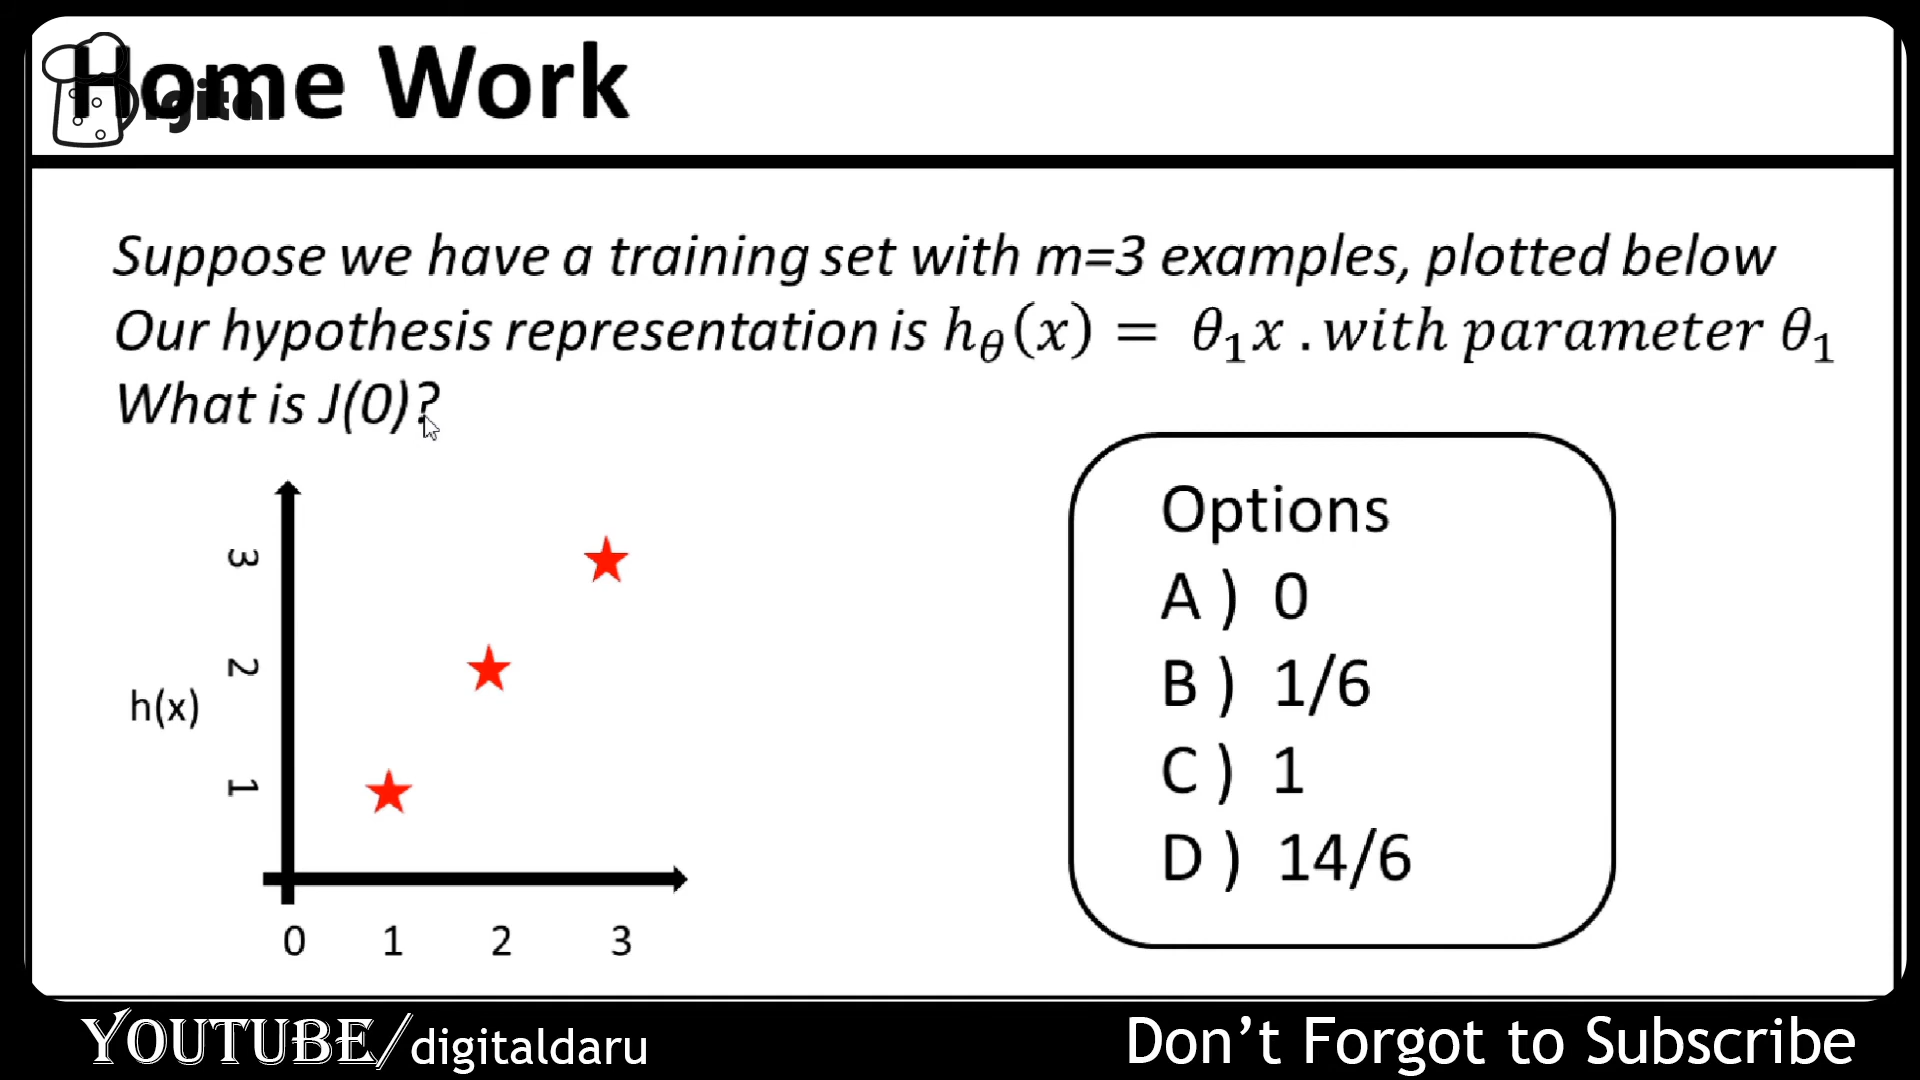 Home Work
igital
Suppose we have a training set with m=3 examples, plotted below
Our hypothesis representation is h_θ(x) = θ₁x . with parameter θ₁
What is J(0)?
3
2
h(x)
1
0 1 2 3
Options
A ) 0
B ) 1/6
C ) 1
D ) 14/6
YOUTUBE/digitaldaru
Don’t Forgot to Subscribe